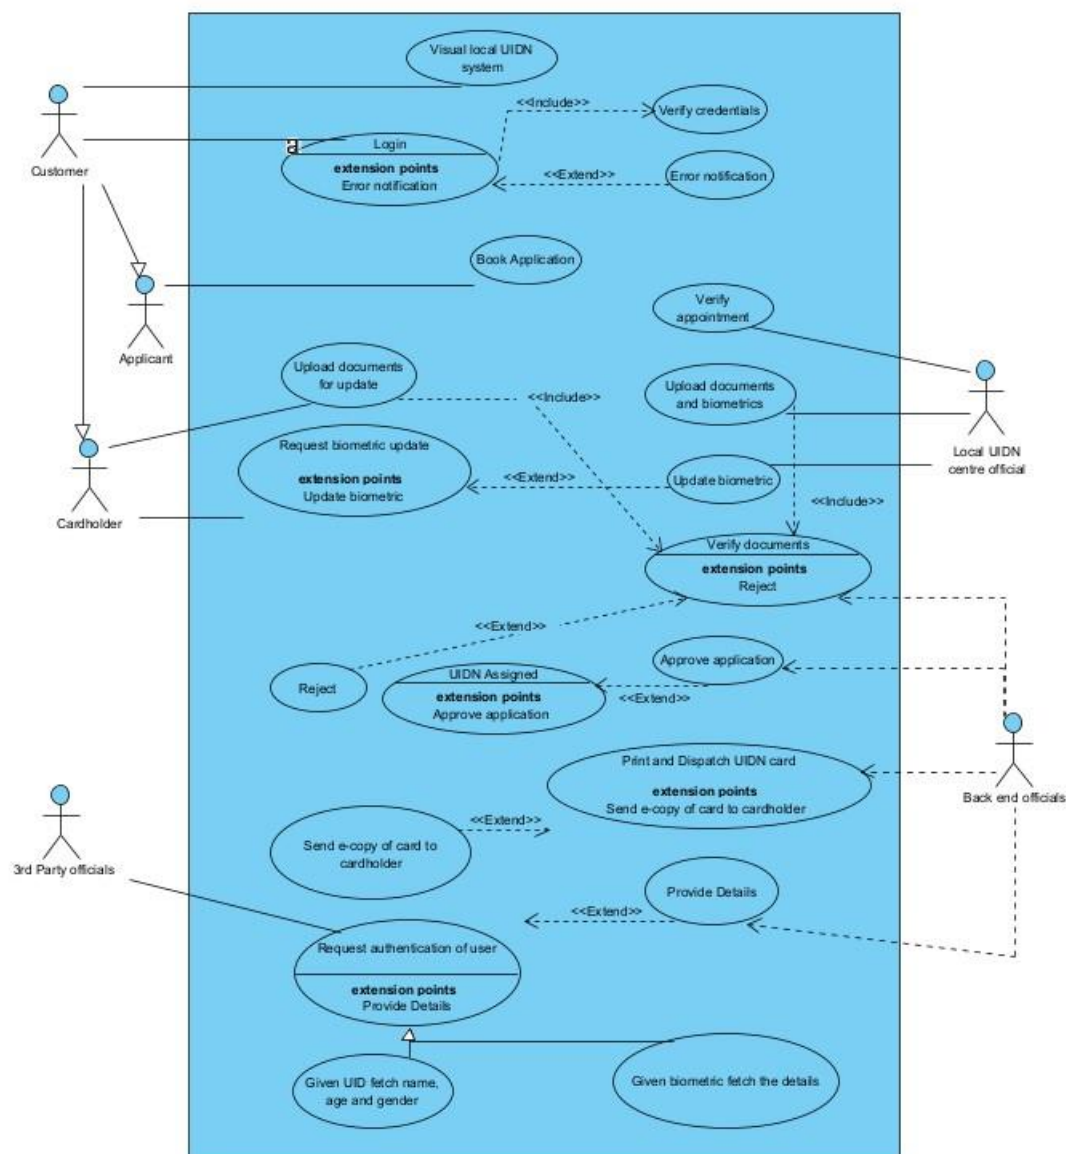 Visual local UIDN
system
<<Include>>
Verify credentials
Login
extension points
Error notification
<<Extend>>
Error notification
Customer
Book Application
Verify
appointment
Applicant
Upload documents
for update
<<Include>>
Upload documents
and biometrics
Request biometric update
extension points
Update biometric
<<Extend>>
Update biometric
Local UIDN
centre official
<<Include>>
Cardholder
Verify documents
extension points
Reject
<<Extend>>
Reject
Approve application
UIDN Assigned
extension points
Approve application
<<Extend>>
Print and Dispatch UIDN card
extension points
Send e-copy of card to cardholder
Back end officials
<<Extend>>
Send e-copy of card to
cardholder
3rd Party officials
Provide Details
<<Extend>>
Request authentication of user
extension points
Provide Details
Given UID fetch name,
age and gender
Given biometric fetch the details